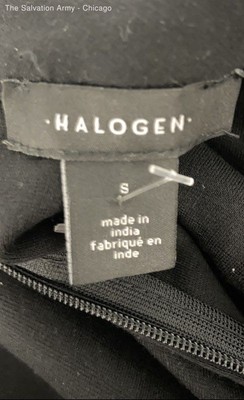 The Salvation Army - Chicago
·HALOGEN·
S
made in
india
fabriqué en
inde